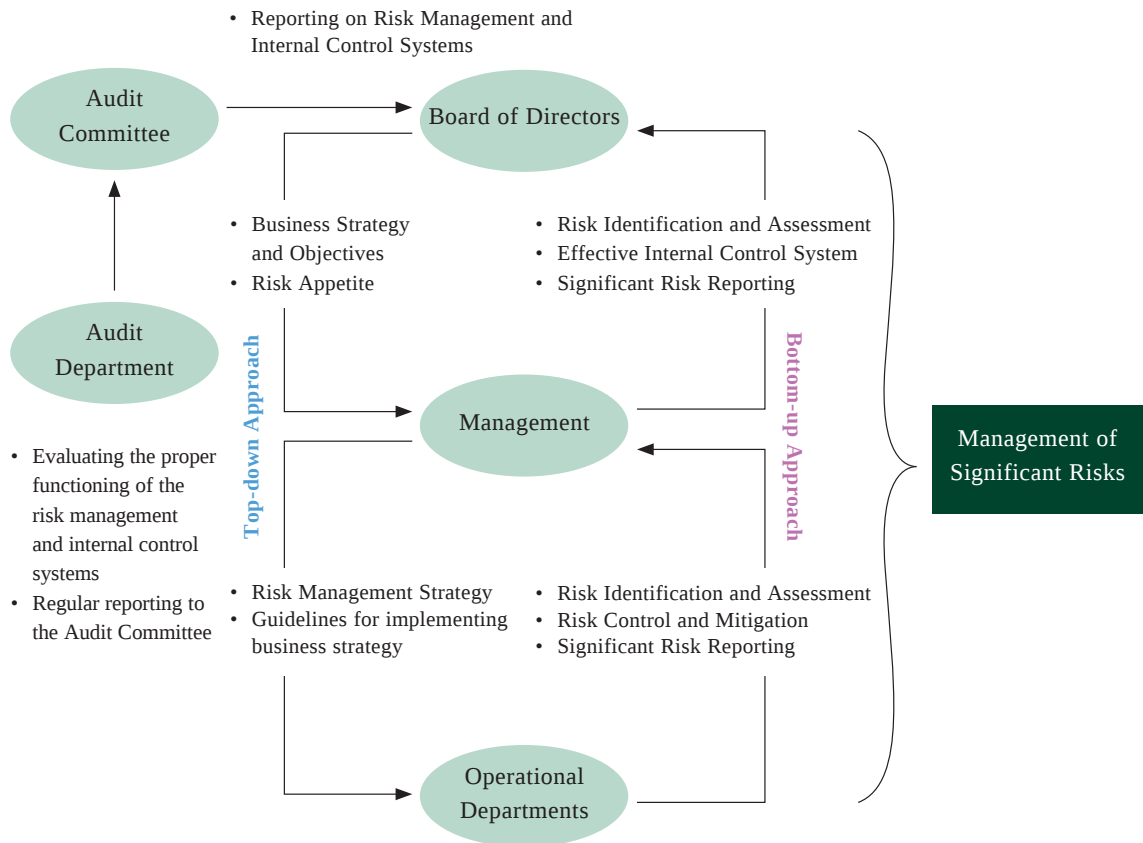 • Reporting on Risk Management and
Internal Control Systems
Audit
Committee
Board of Directors
• Business Strategy
and Objectives
• Risk Appetite
• Risk Identification and Assessment
• Effective Internal Control System
• Significant Risk Reporting
Audit
Department
Top-down Approach
Bottom-up Approach
Management
Management of
Significant Risks
• Evaluating the proper
functioning of the
risk management
and internal control
systems
• Regular reporting to
the Audit Committee
• Risk Management Strategy
• Guidelines for implementing
business strategy
• Risk Identification and Assessment
• Risk Control and Mitigation
• Significant Risk Reporting
Operational
Departments